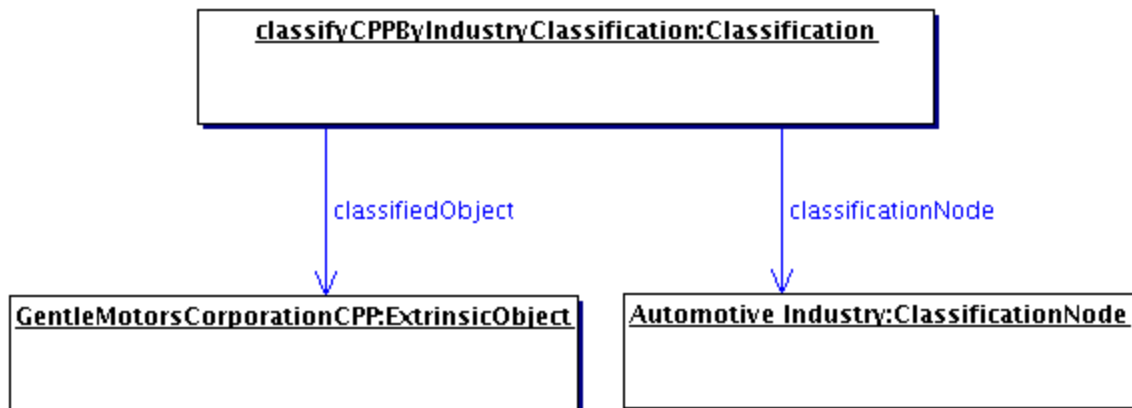 classifyCPPByIndustryClassification:Classification
classifiedObject
classificationNode
GentleMotorsCorporationCPP:ExtrinsicObject
Automotive Industry:ClassificationNode